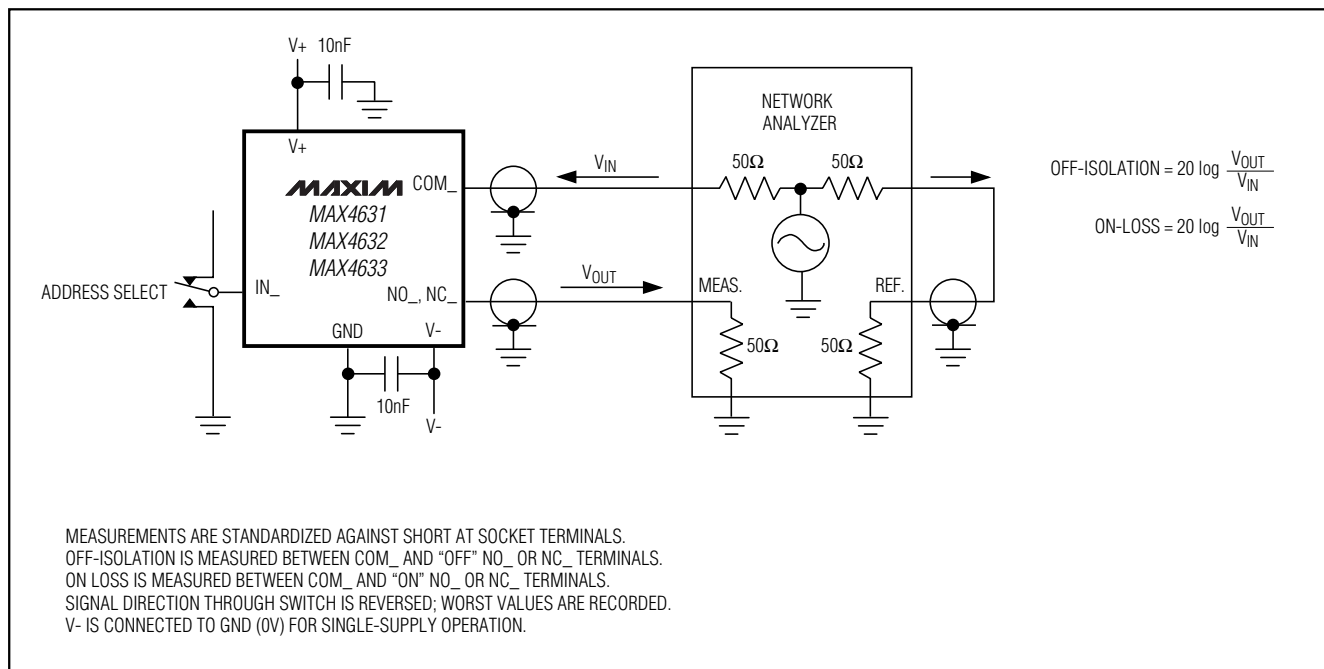 V+ 10nF
V+
MAXIM
MAX4631
MAX4632
MAX4633
COM_
NO_, NC_
IN_
GND
V-
ADDRESS SELECT
10nF
V-
VIN
VOUT
NETWORK
ANALYZER
50Ω 50Ω
MEAS. REF.
50Ω 50Ω
OFF-ISOLATION = 20 log VOUT
VIN
ON-LOSS = 20 log VOUT
VIN
MEASUREMENTS ARE STANDARDIZED AGAINST SHORT AT SOCKET TERMINALS.
OFF-ISOLATION IS MEASURED BETWEEN COM_ AND “OFF” NO_ OR NC_ TERMINALS.
ON LOSS IS MEASURED BETWEEN COM_ AND “ON” NO_ OR NC_ TERMINALS.
SIGNAL DIRECTION THROUGH SWITCH IS REVERSED; WORST VALUES ARE RECORDED.
V- IS CONNECTED TO GND (0V) FOR SINGLE-SUPPLY OPERATION.